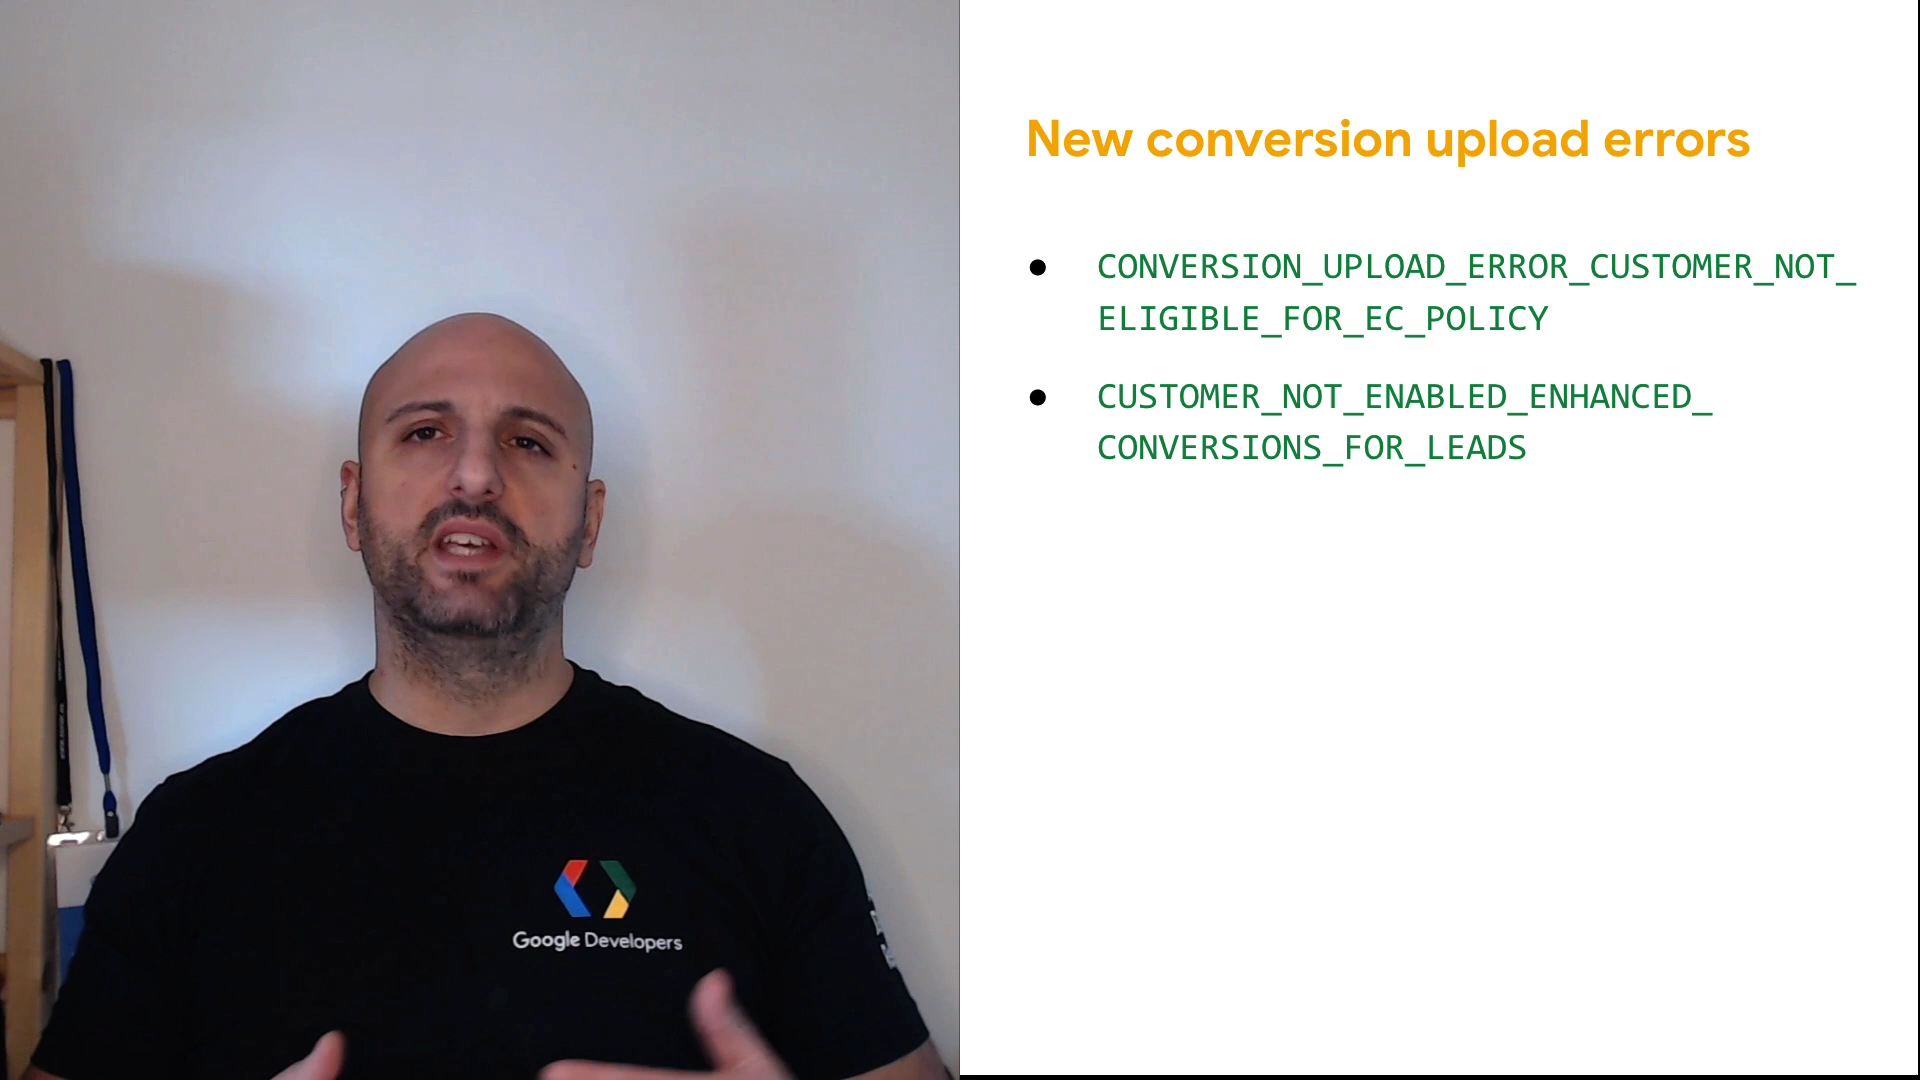 New conversion upload errors
● CONVERSION_UPLOAD_ERROR_CUSTOMER_NOT_
ELIGIBLE_FOR_EC_POLICY
● CUSTOMER_NOT_ENABLED_ENHANCED_
CONVERSIONS_FOR_LEADS
Google Developers